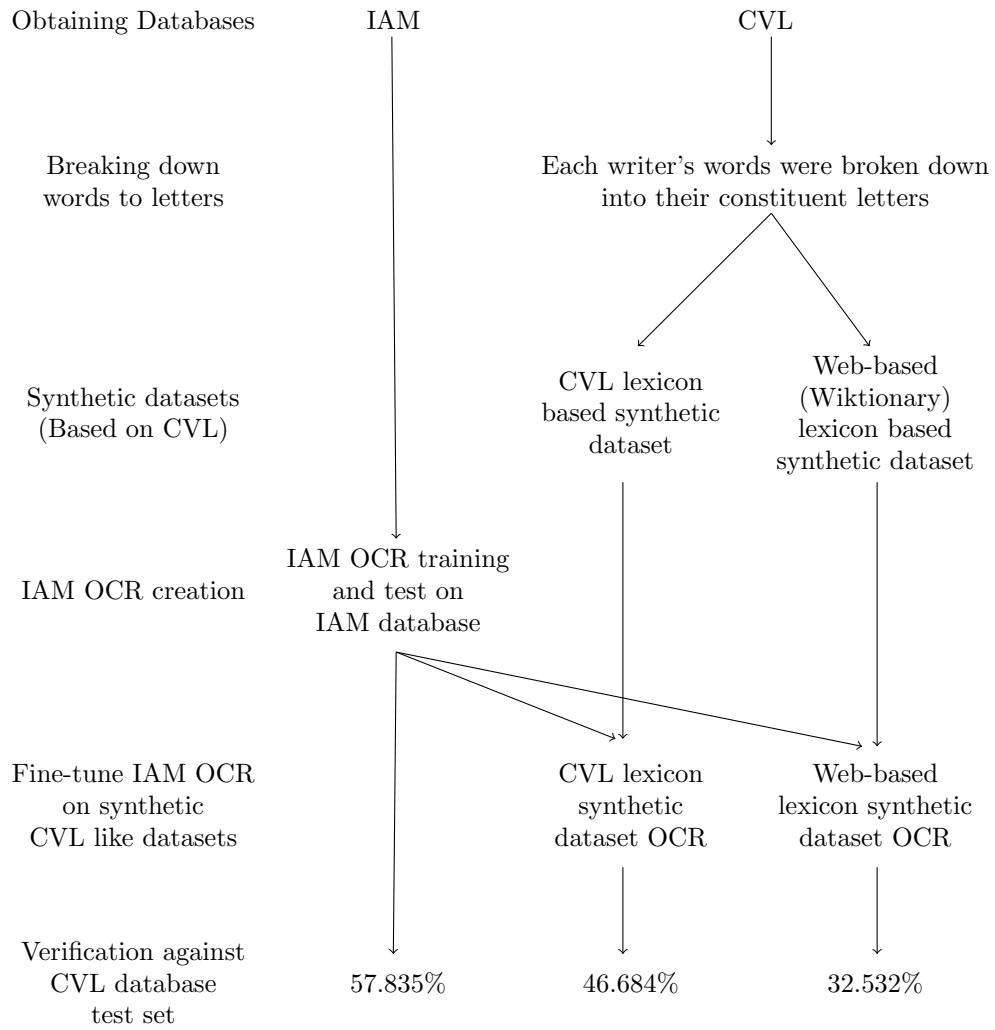 Obtaining Databases
IAM
CVL
Breaking down
words to letters
Each writer's words were broken down
into their constituent letters
Synthetic datasets
(Based on CVL)
CVL lexicon
based synthetic
dataset
Web-based
(Wiktionary)
lexicon based
synthetic dataset
IAM OCR creation
IAM OCR training
and test on
IAM database
Fine-tune IAM OCR
on synthetic
CVL like datasets
CVL lexicon
synthetic
dataset OCR
Web-based
lexicon synthetic
dataset OCR
Verification against
CVL database
test set
57.835%
46.684%
32.532%